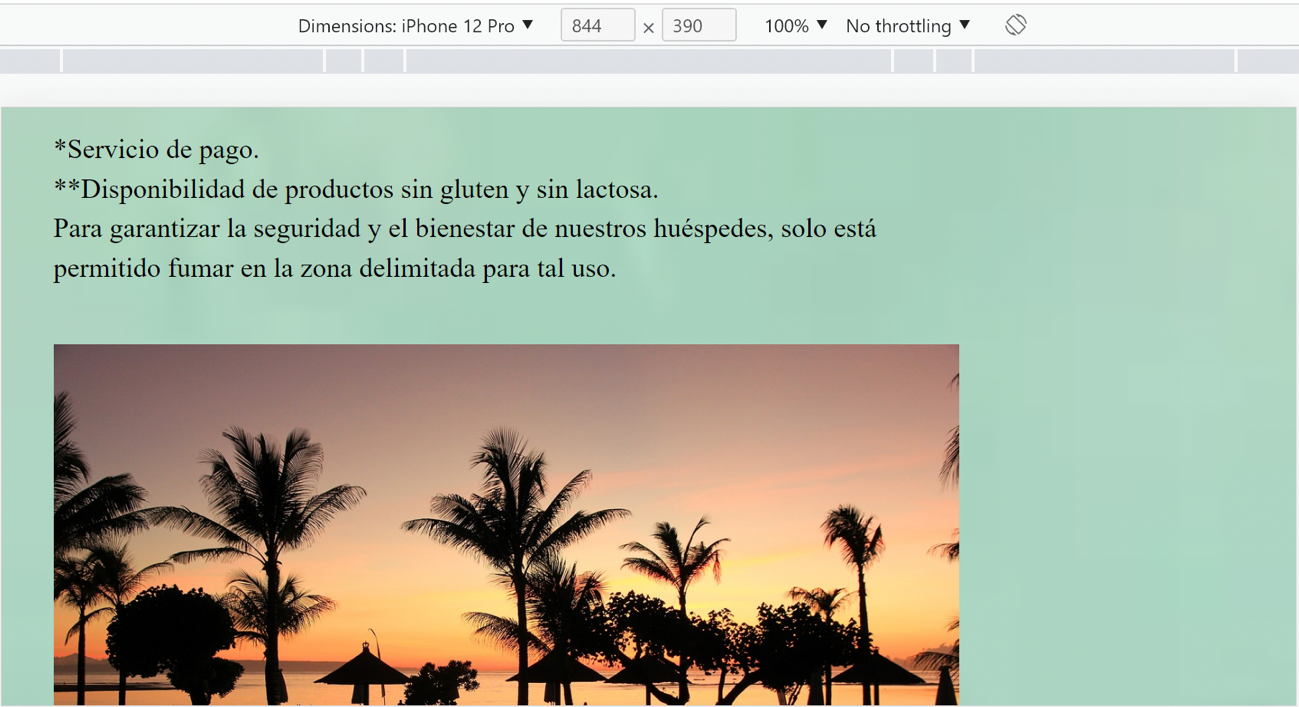 Dimensions: iPhone 12 Pro ▼ 844 × 390 100% ▼ No throttling ▼
*Servicio de pago.
**Disponibilidad de productos sin gluten y sin lactosa.
Para garantizar la seguridad y el bienestar de nuestros huéspedes, solo está
permitido fumar en la zona delimitada para tal uso.